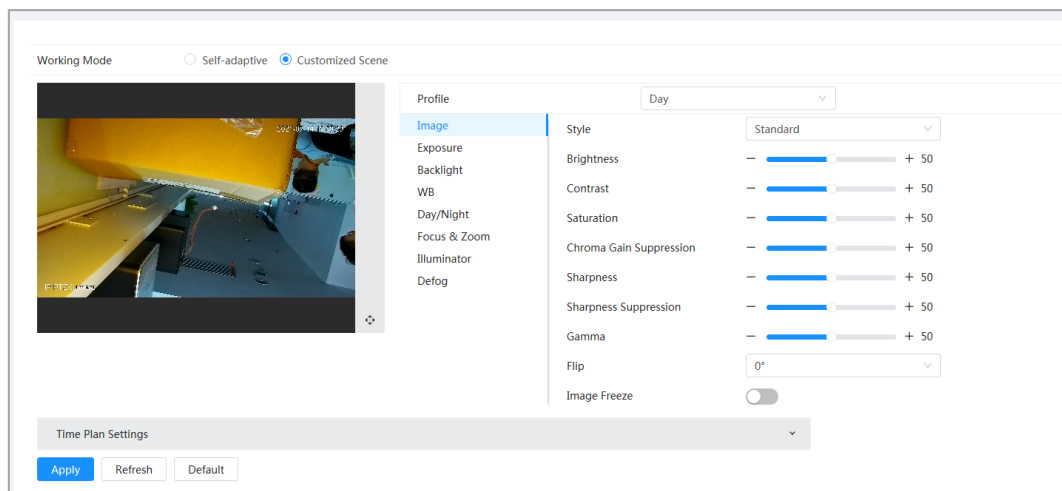 Working Mode Self-adaptive Customized Scene
Profile Day
Image
Exposure
Backlight
WB
Day/Night
Focus & Zoom
Illuminator
Defog
Style Standard
Brightness − + 50
Contrast − + 50
Saturation − + 50
Chroma Gain Suppression − + 50
Sharpness − + 50
Sharpness Suppression − + 50
Gamma − + 50
Flip 0°
Image Freeze
Time Plan Settings
Apply Refresh Default